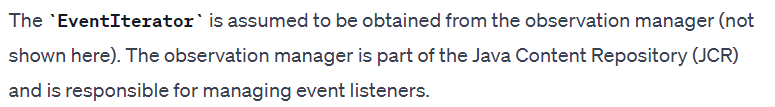 The `EventIterator` is assumed to be obtained from the observation manager (not
shown here). The observation manager is part of the Java Content Repository (JCR)
and is responsible for managing event listeners.